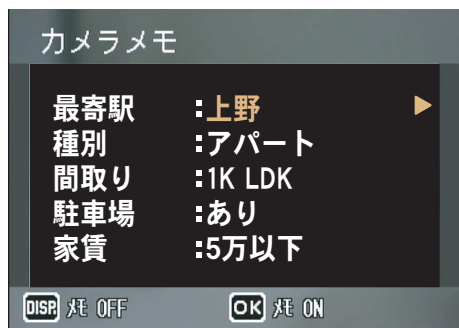 カメラメモ
最寄駅 :上野
種別 :アパート
間取り :1K LDK
駐車場 :あり
家賃 :5万以下
DISP. メモ OFF OK メモ ON